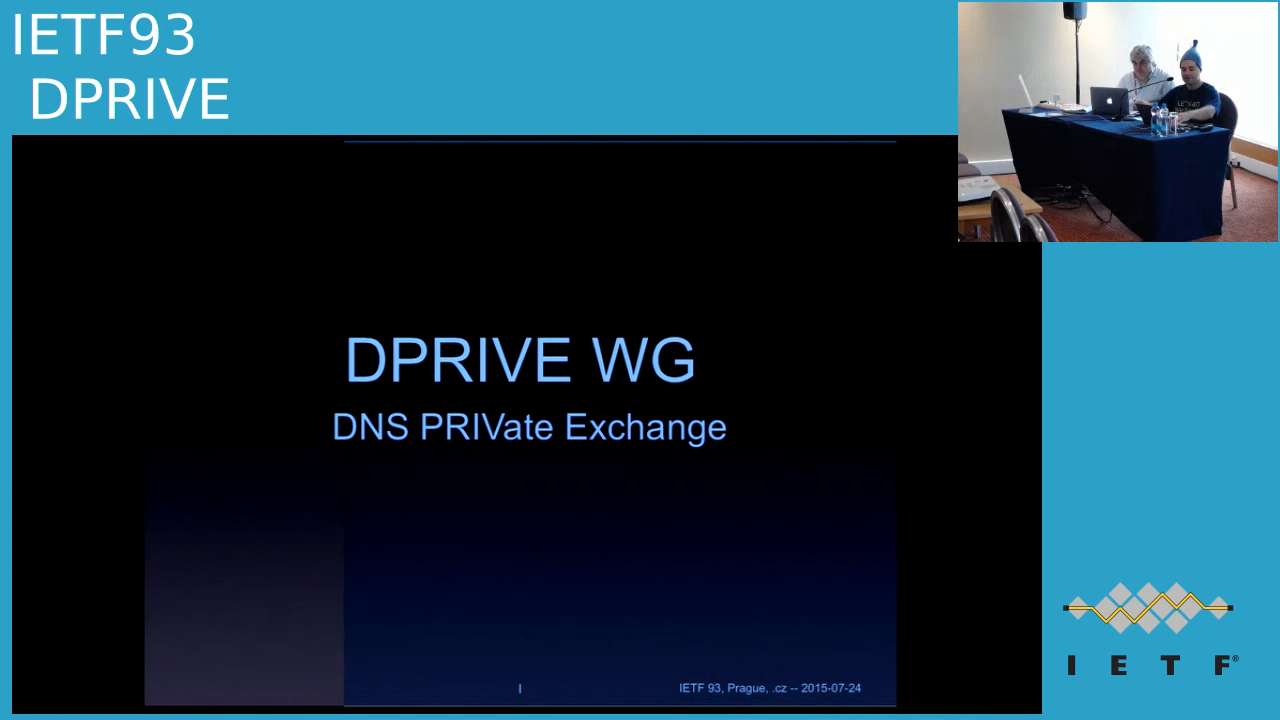 IETF93
DPRIVE
DPRIVE WG
DNS PRIVate Exchange
1
IETF 93, Prague, .cz -- 2015-07-24
I E T F®